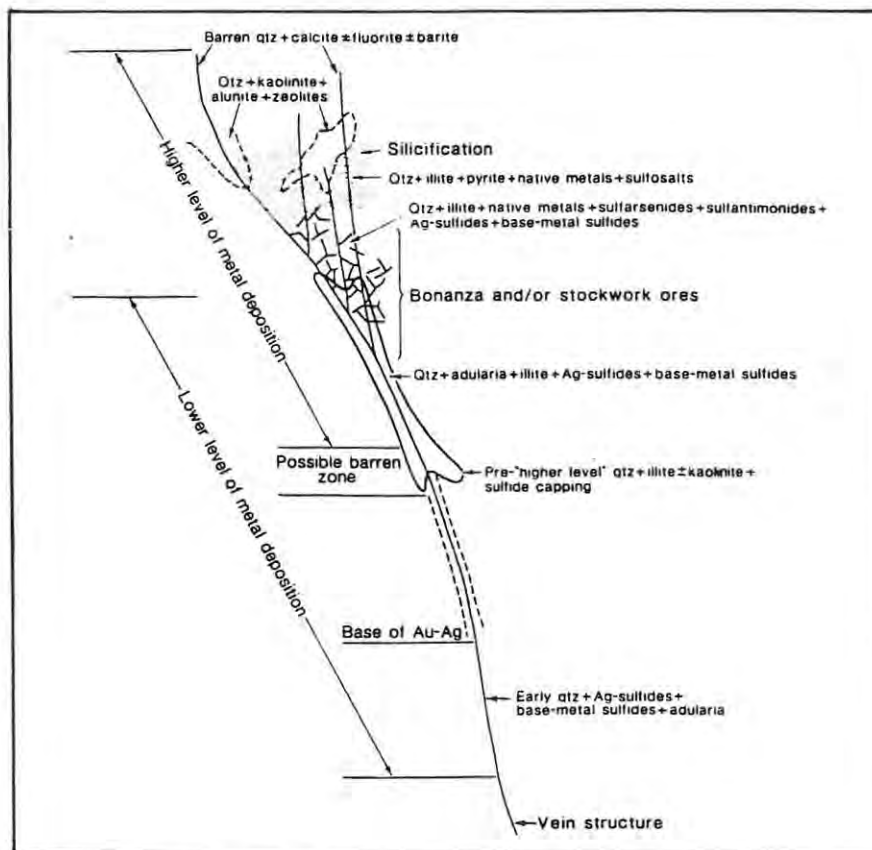 Barren qtz+calcite±fluorite±barite
Qtz+kaolinite+
alunite+zeolites
Silicification
Qtz+illite+pyrite+native metals+sulfosalts
Qtz+illite+native metals+sulfarsenides+sulfantimonides+
Ag-sulfides+base-metal sulfides
Higher level of metal deposition
Bonanza and/or stockwork ores
Qtz+adularia+illite+Ag-sulfides+base-metal sulfides
Lower level of metal deposition
Possible barren
zone
Pre-"higher level" qtz+illite±kaolnite+
sulfide capping
Base of Au-Ag
Early qtz+Ag-sulfides+
base-metal sulfides+adularia
Vein structure